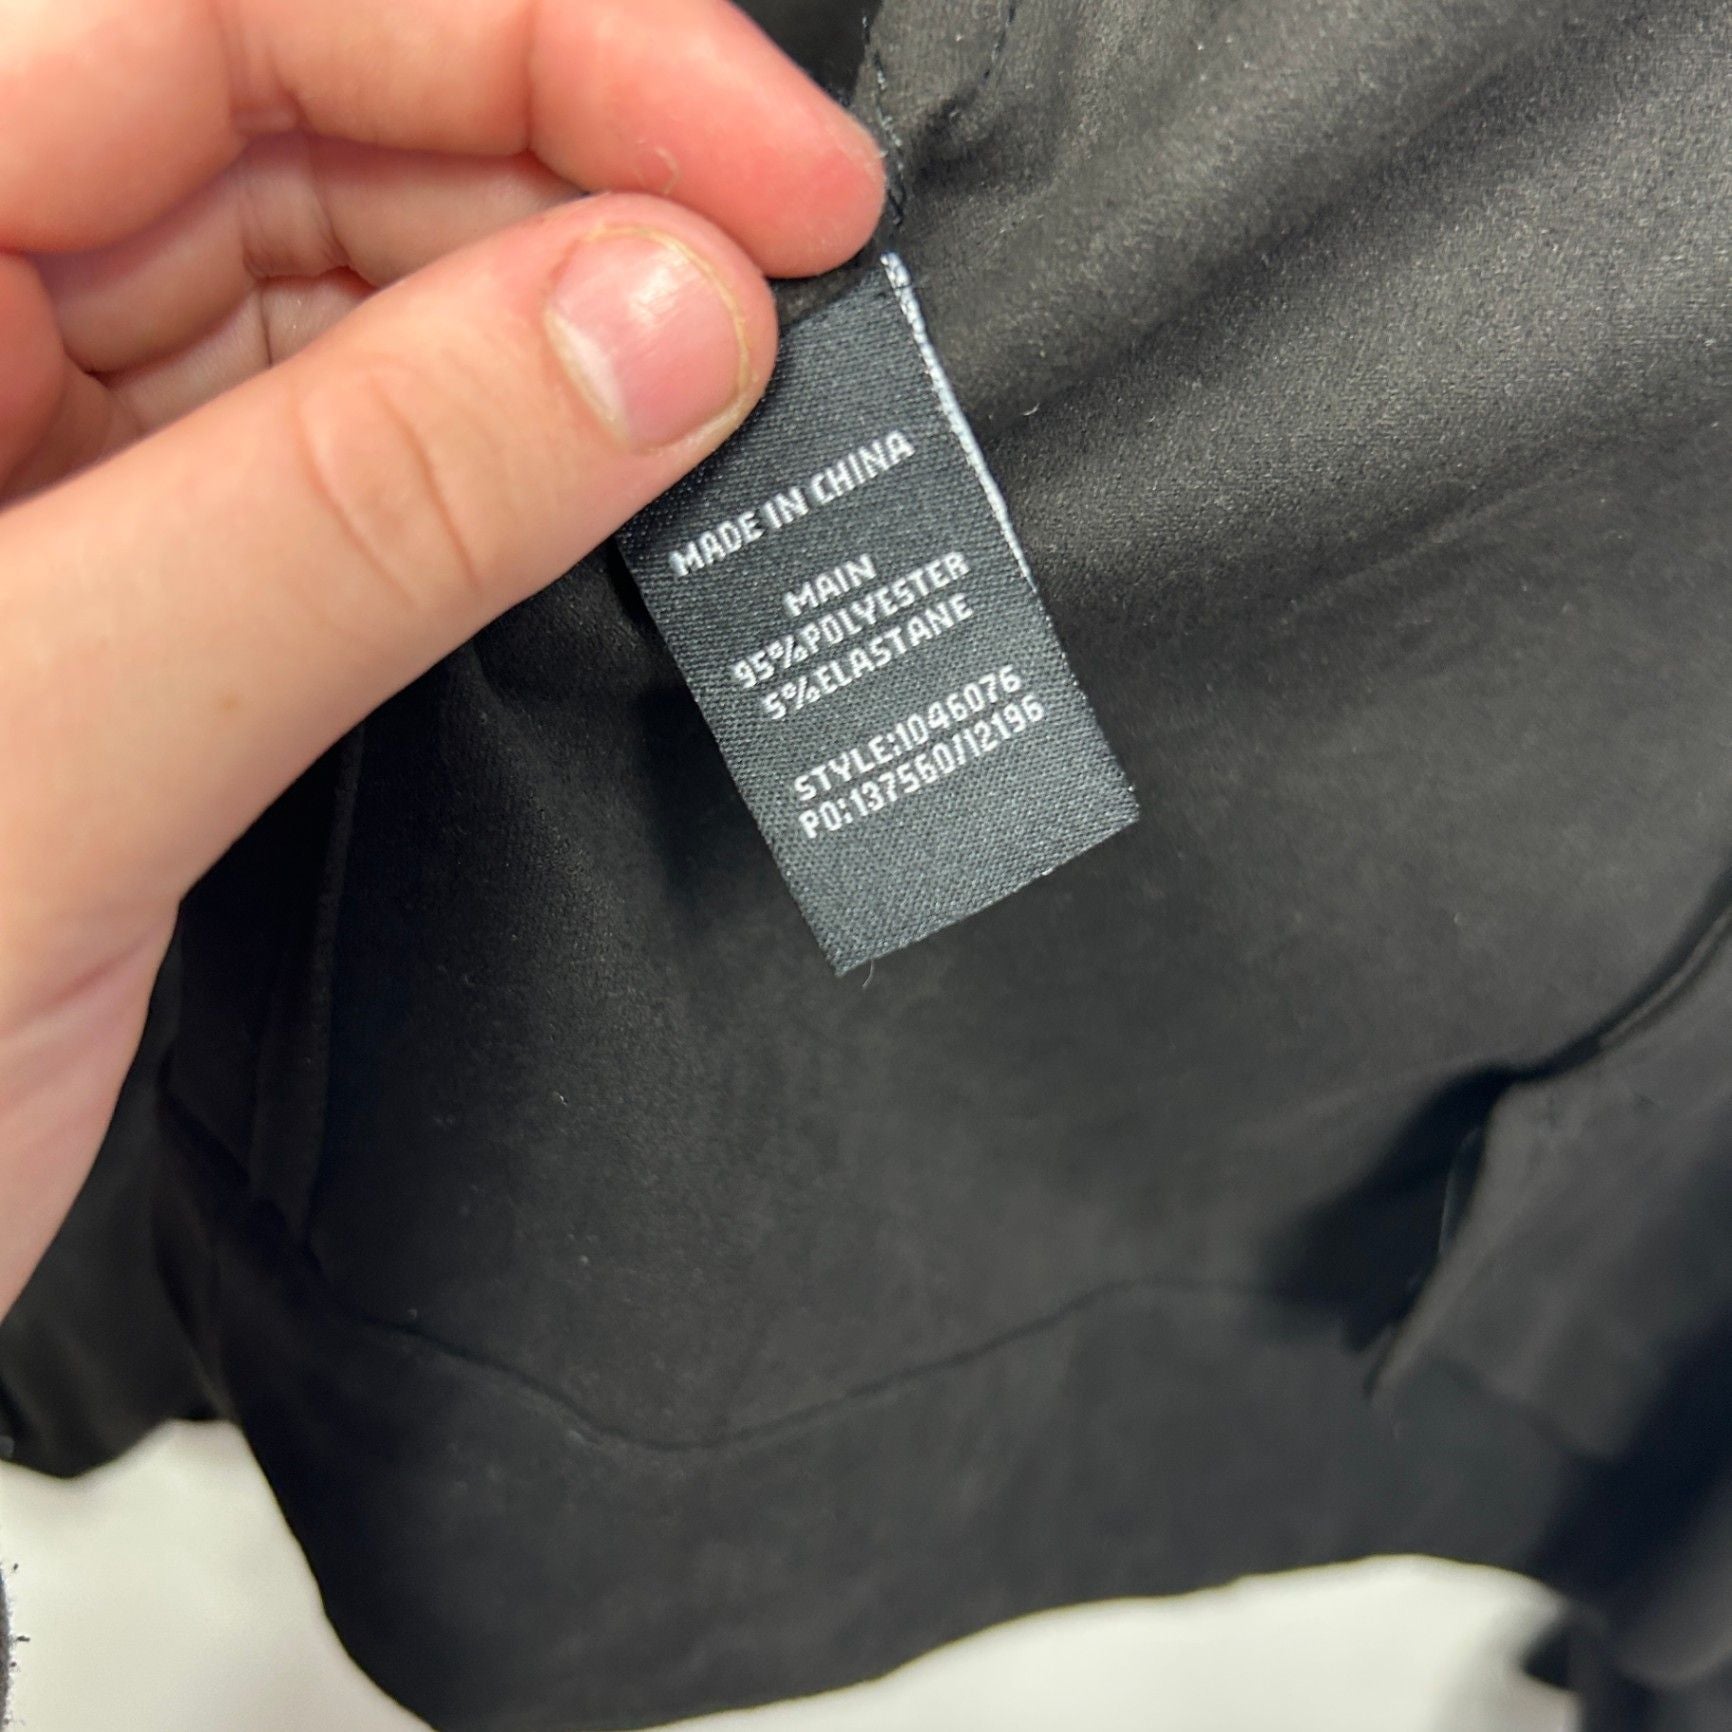 MADE IN CHINA
MAIN
95%POLYESTER
5%ELASTANE
STYLE:1046076
PO:137560/12196